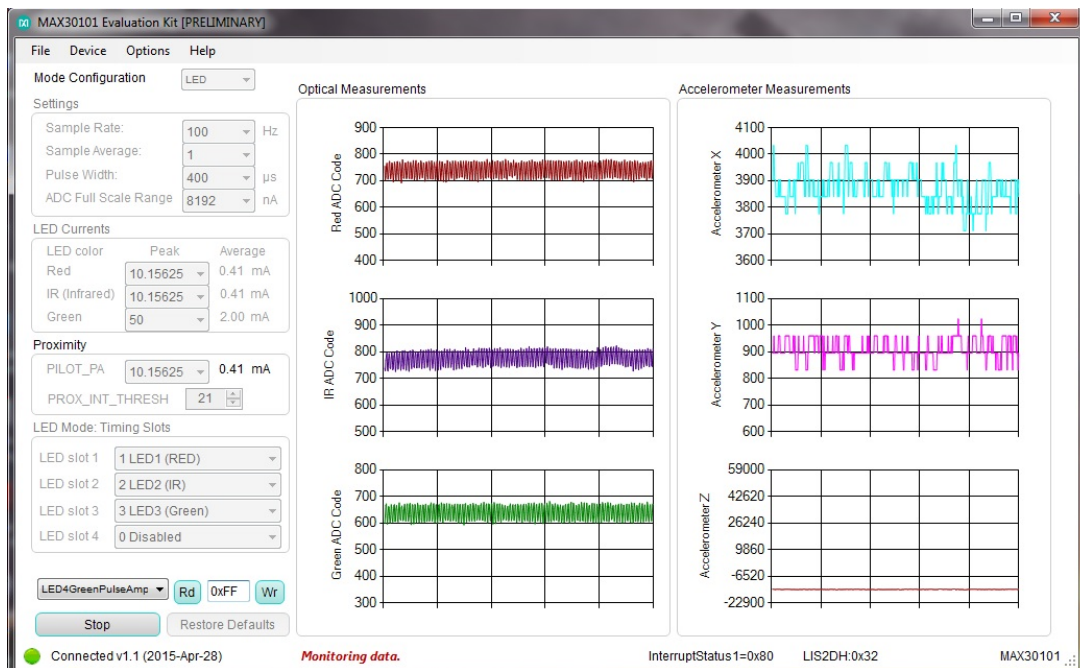 MAX30101 Evaluation Kit [PRELIMINARY]
File Device Options Help
Mode Configuration LED
Settings
Sample Rate: 100 Hz
Sample Average: 1
Pulse Width: 400 µs
ADC Full Scale Range 8192 nA
LED Currents
LED color Peak Average
Red 10.15625 0.41 mA
IR (Infrared) 10.15625 0.41 mA
Green 50 2.00 mA
Proximity
PILOT_PA 10.15625 0.41 mA
PROX_INT_THRESH 21
LED Mode: Timing Slots
LED slot 1 1 LED1 (RED)
LED slot 2 2 LED2 (IR)
LED slot 3 3 LED3 (Green)
LED slot 4 0 Disabled
LED4GreenPulseAmp Rd 0xFF Wr
Stop Restore Defaults
Optical Measurements
Red ADC Code
900
800
700
600
500
400
IR ADC Code
1000
900
800
700
600
500
Green ADC Code
800
700
600
500
400
300
Accelerometer Measurements
Accelerometer X
4100
4000
3900
3800
3700
3600
Accelerometer Y
1100
1000
900
800
700
600
Accelerometer Z
59000
42620
26240
9860
-6520
-22900
Connected v1.1 (2015-Apr-28) Monitoring data. InterruptStatus1=0x80 LIS2DH:0x32 MAX30101